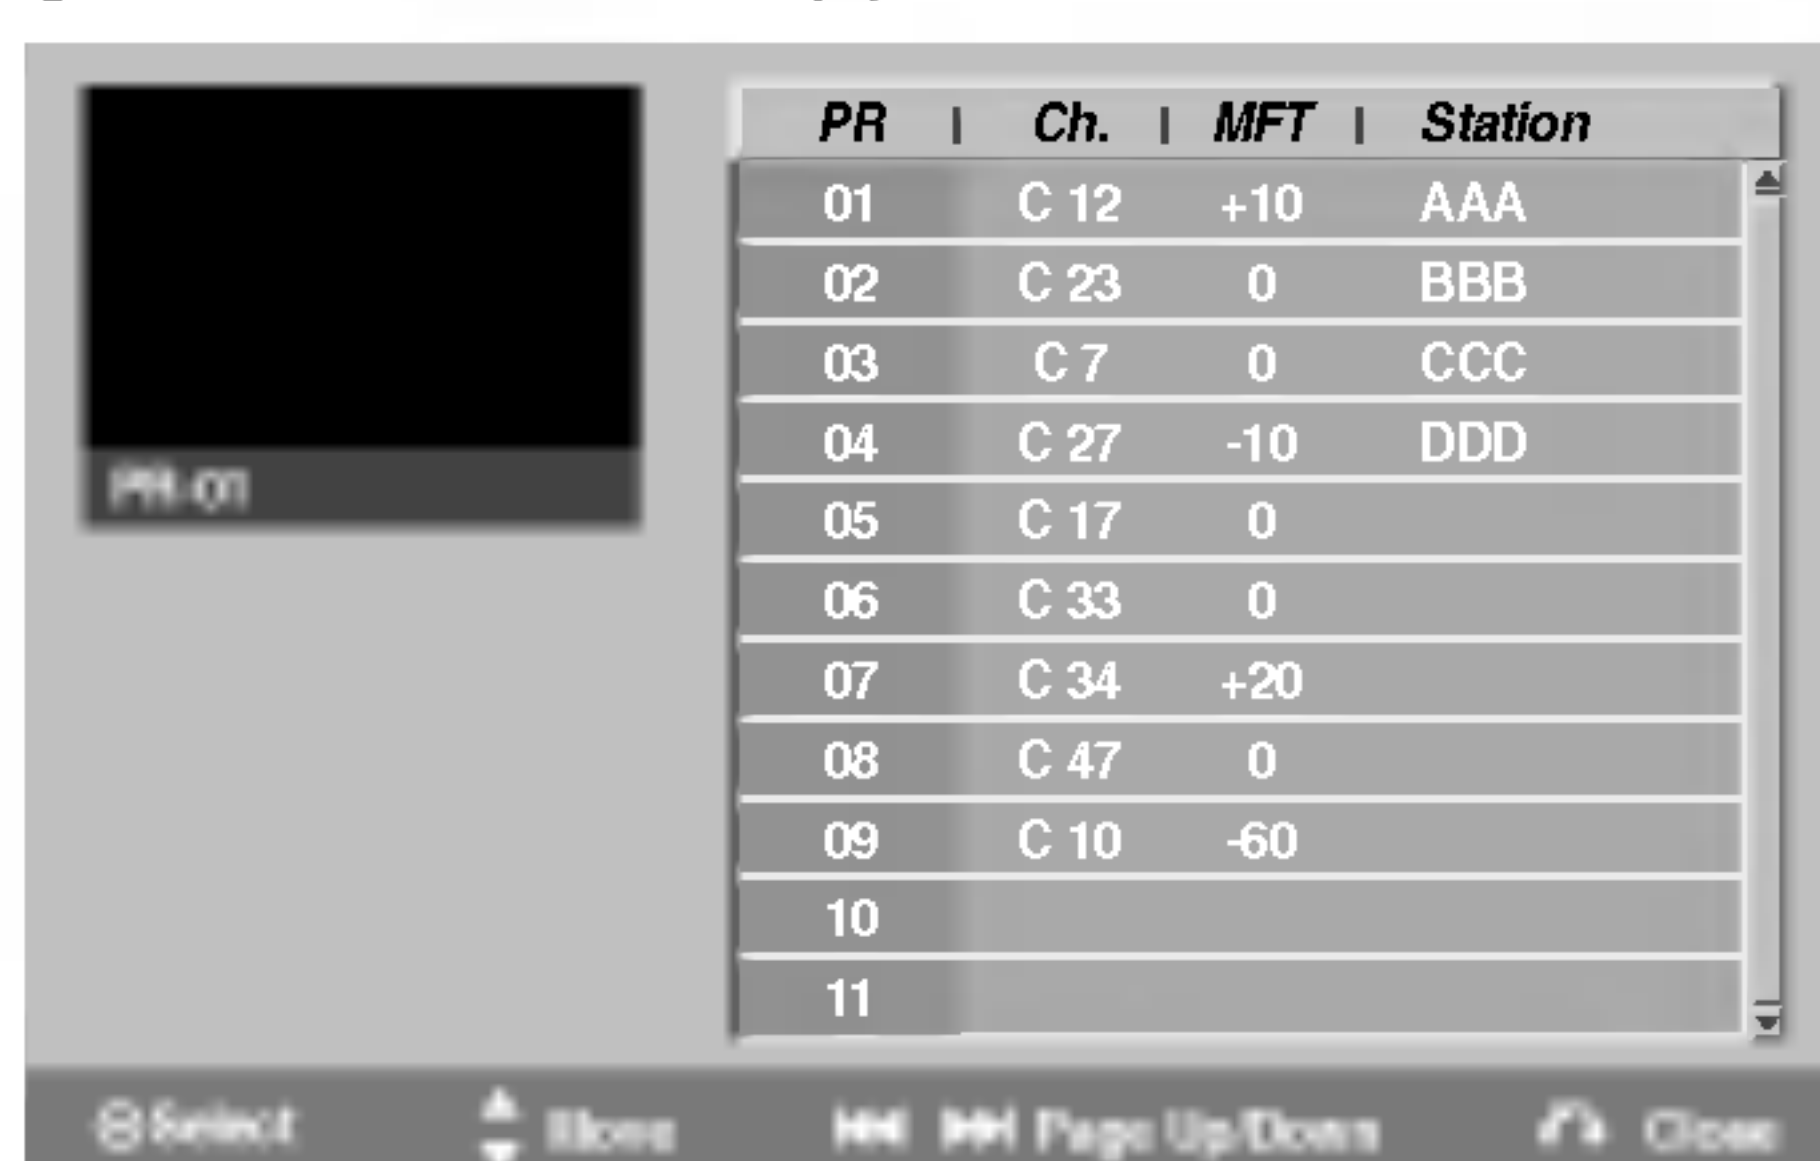 PR | Ch. | MFT | Station
01 C 12 +10 AAA
02 C 23 0 BBB
03 C 7 0 CCC
04 C 27 -10 DDD
PR-01
05 C 17 0
06 C 33 0
07 C 34 +20
08 C 47 0
09 C 10 -60
10
11
Select Move Page Up/Down Close